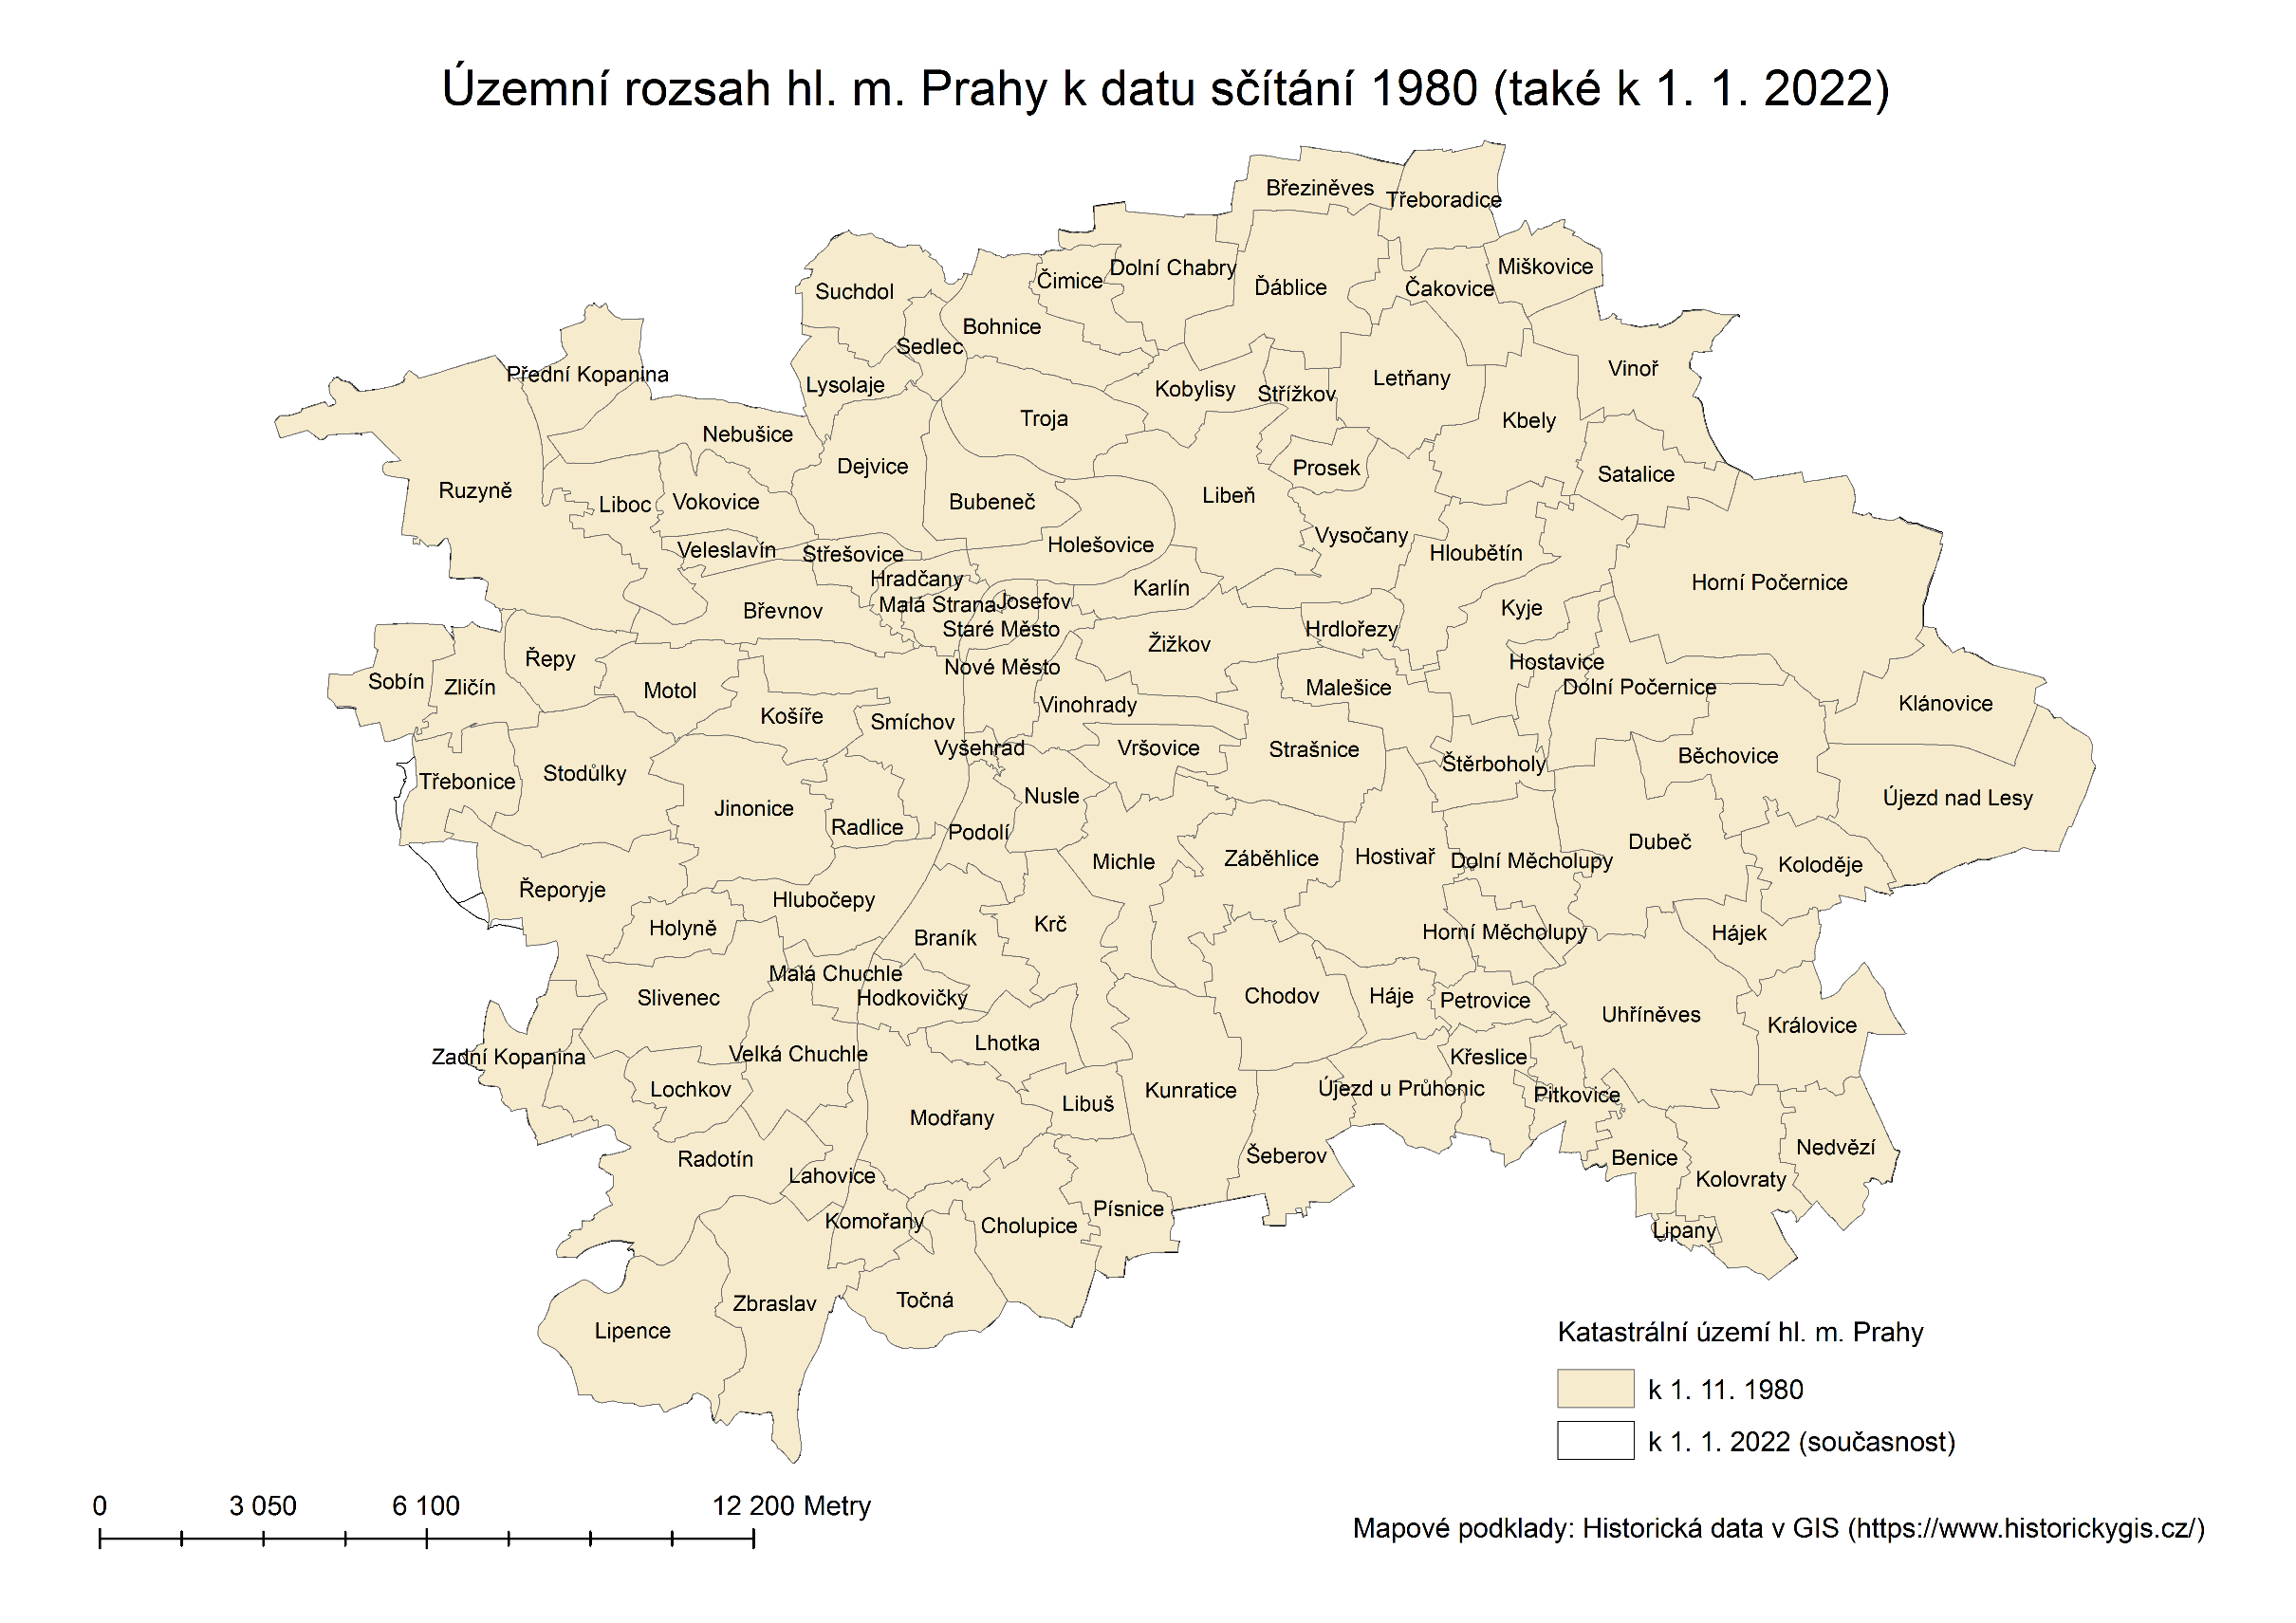 Územní rozsah hl. m. Prahy k datu sčítání 1980 (také k 1. 1. 2022)
Březiněves
Třeboradice
Miškovice
Dolní Chabry
Čimice
Ďáblice
Čakovice
Suchdol
Bohnice
Sedlec
Vinoř
Přední Kopanina
Letňany
Lysolaje
Kobylisy
Střížkov
Troja
Kbely
Nebušice
Dejvice
Prosek
Satalice
Ruzyně
Libeň
Liboc
Vokovice
Bubeneč
Vysočany
Holešovice
Veleslavín
Střešovice
Hloubětín
Hradčany
Horní Počernice
Karlín
Malá Strana
Josefov
Břevnov
Kyje
Staré Město
Hrdlořezy
Žižkov
Řepy
Hostavice
Nové Město
Sobín
Zličín
Motol
Malešice
Dolní Počernice
Klánovice
Vinohrady
Košíře
Smíchov
Vyšehrad
Vršovice
Strašnice
Běchovice
Štěrboholy
Třebonice
Stodůlky
Nusle
Újezd nad Lesy
Jinonice
Radlice
Podolí
Dubeč
Michle
Záběhlice
Hostivař
Dolní Měcholupy
Koloděje
Řeporyje
Hlubočepy
Krč
Holyně
Braník
Horní Měcholupy
Hájek
Malá Chuchle
Slivenec
Hodkovičky
Chodov
Háje
Petrovice
Uhříněves
Královice
Lhotka
Zadní Kopanina
Velká Chuchle
Křeslice
Lochkov
Kunratice
Újezd u Průhonic
Pitkovice
Libuš
Modřany
Nedvězí
Radotín
Šeberov
Benice
Lahovice
Kolovraty
Písnice
Komořany
Cholupice
Lipany
Točná
Zbraslav
Lipence
Katastrální území hl. m. Prahy
k 1. 11. 1980
k 1. 1. 2022 (současnost)
0 3 050 6 100 12 200 Metry
Mapové podklady: Historická data v GIS (https://www.historickygis.cz/)